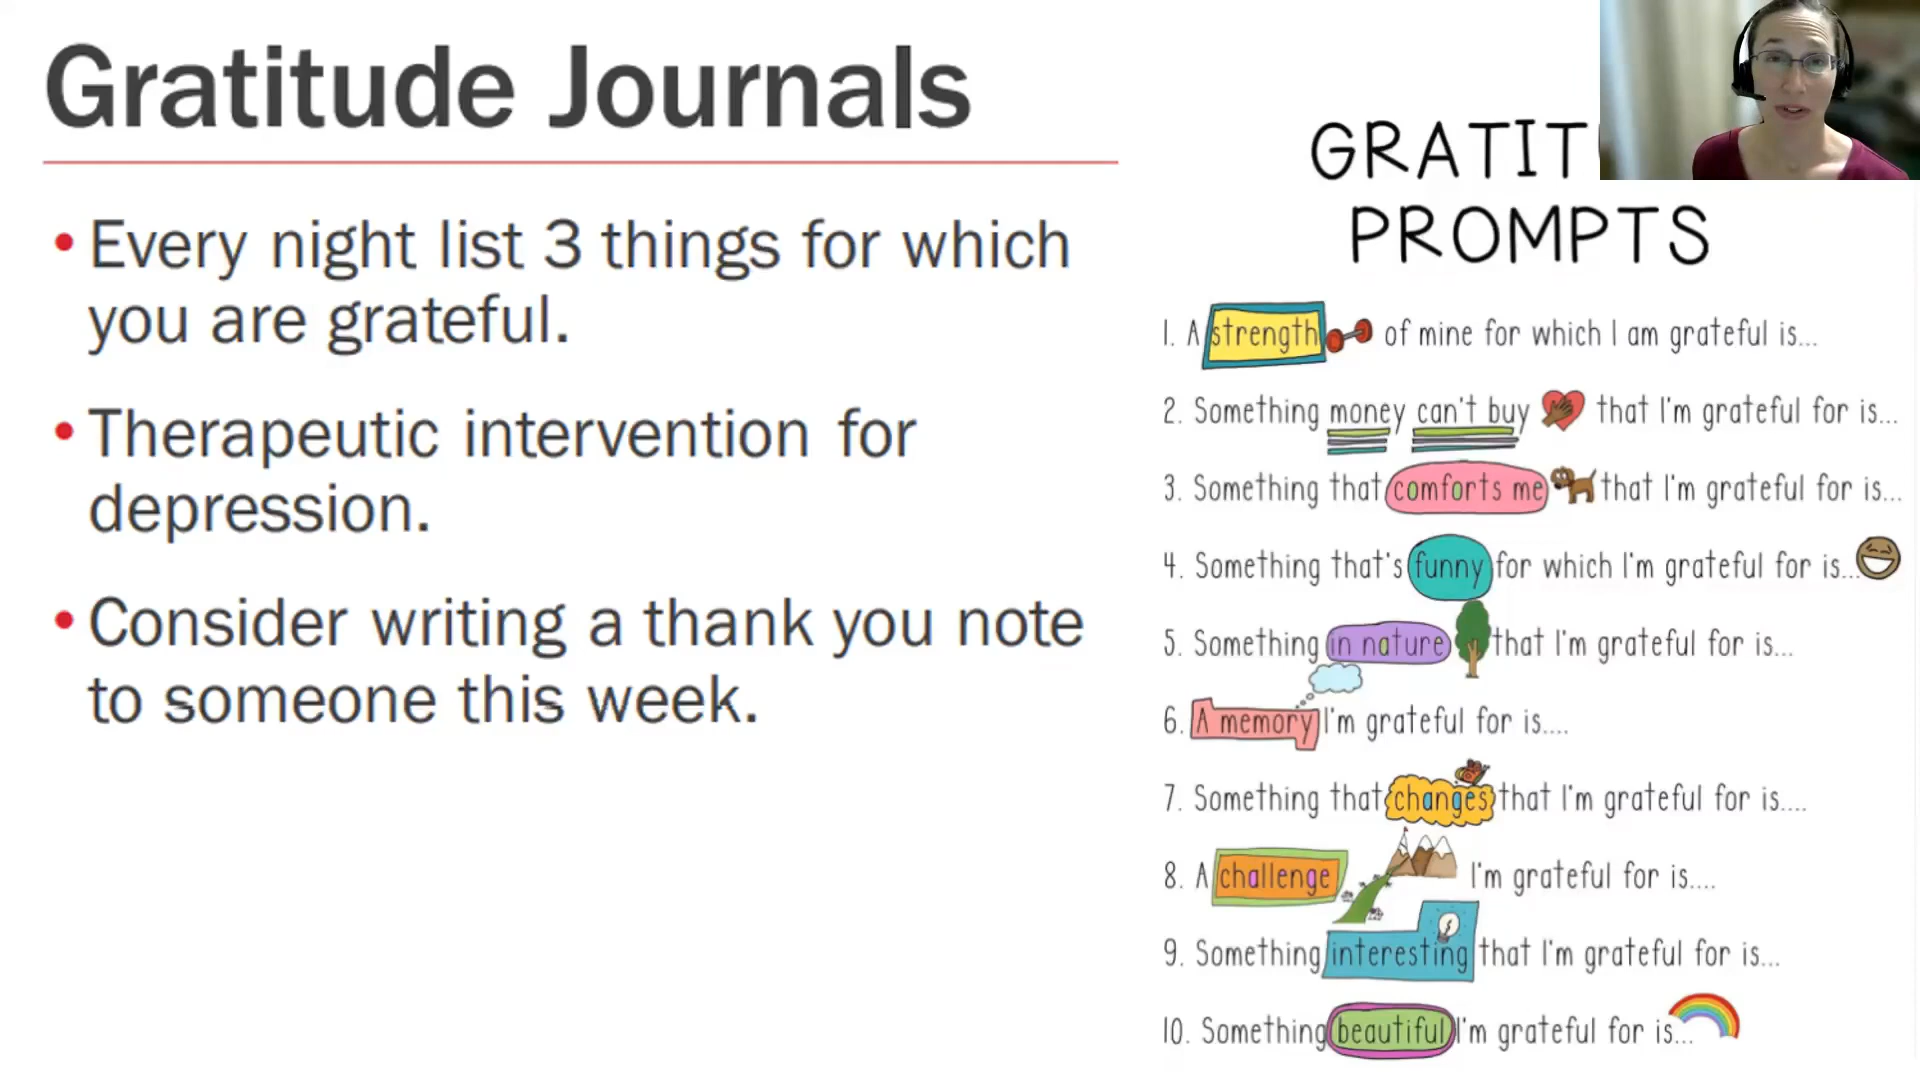 Gratitude Journals
• Every night list 3 things for which
you are grateful.
• Therapeutic intervention for
depression.
• Consider writing a thank you note
to someone this week.
GRATIT
PROMPTS
1. A strength of mine for which I am grateful is...
2. Something money can't buy that I'm grateful for is...
3. Something that comforts me that I'm grateful for is...
4. Something that's funny for which I'm grateful for is...
5. Something in nature that I'm grateful for is...
6. A memory I'm grateful for is....
7. Something that changes that I'm grateful for is....
8. A challenge I'm grateful for is....
9. Something interesting that I'm grateful for is...
10. Something beautiful I'm grateful for is...